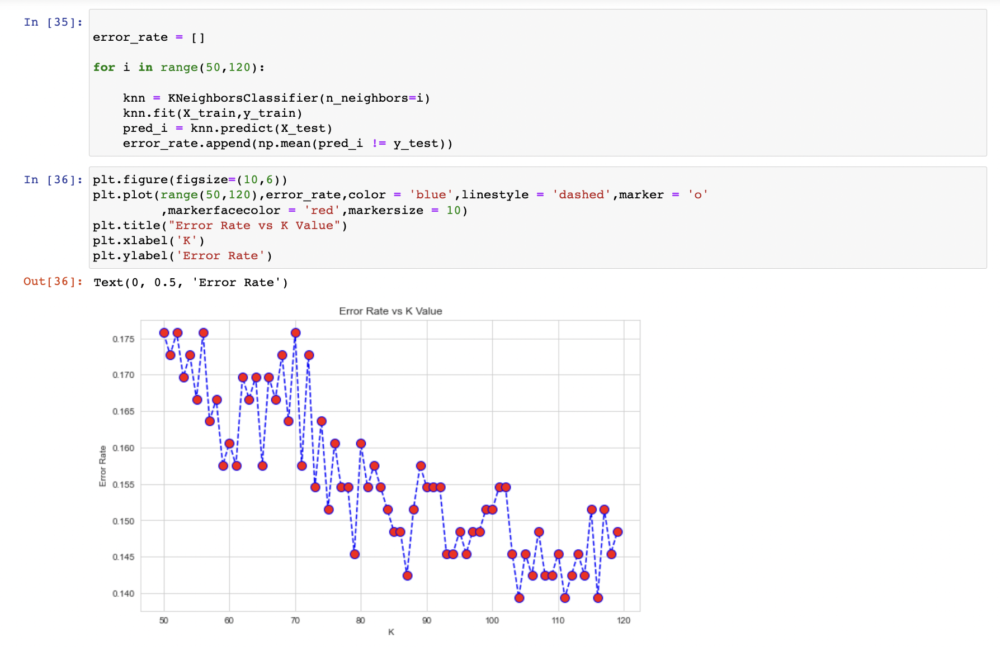 In [35]:
error_rate = []
for i in range(50,120):
    knn = KNeighborsClassifier(n_neighbors=i)
    knn.fit(X_train,y_train)
    pred_i = knn.predict(X_test)
    error_rate.append(np.mean(pred_i != y_test))
In [36]:
plt.figure(figsize=(10,6))
plt.plot(range(50,120),error_rate,color = 'blue',linestyle = 'dashed',marker = 'o'
         ,markerfacecolor = 'red',markersize = 10)
plt.title("Error Rate vs K Value")
plt.xlabel('K')
plt.ylabel('Error Rate')
Out[36]: Text(0, 0.5, 'Error Rate')
Error Rate vs K Value
0.175
0.170
0.165
0.160
0.155
0.150
0.145
0.140
Error Rate
50 60 70 80 90 100 110 120
K